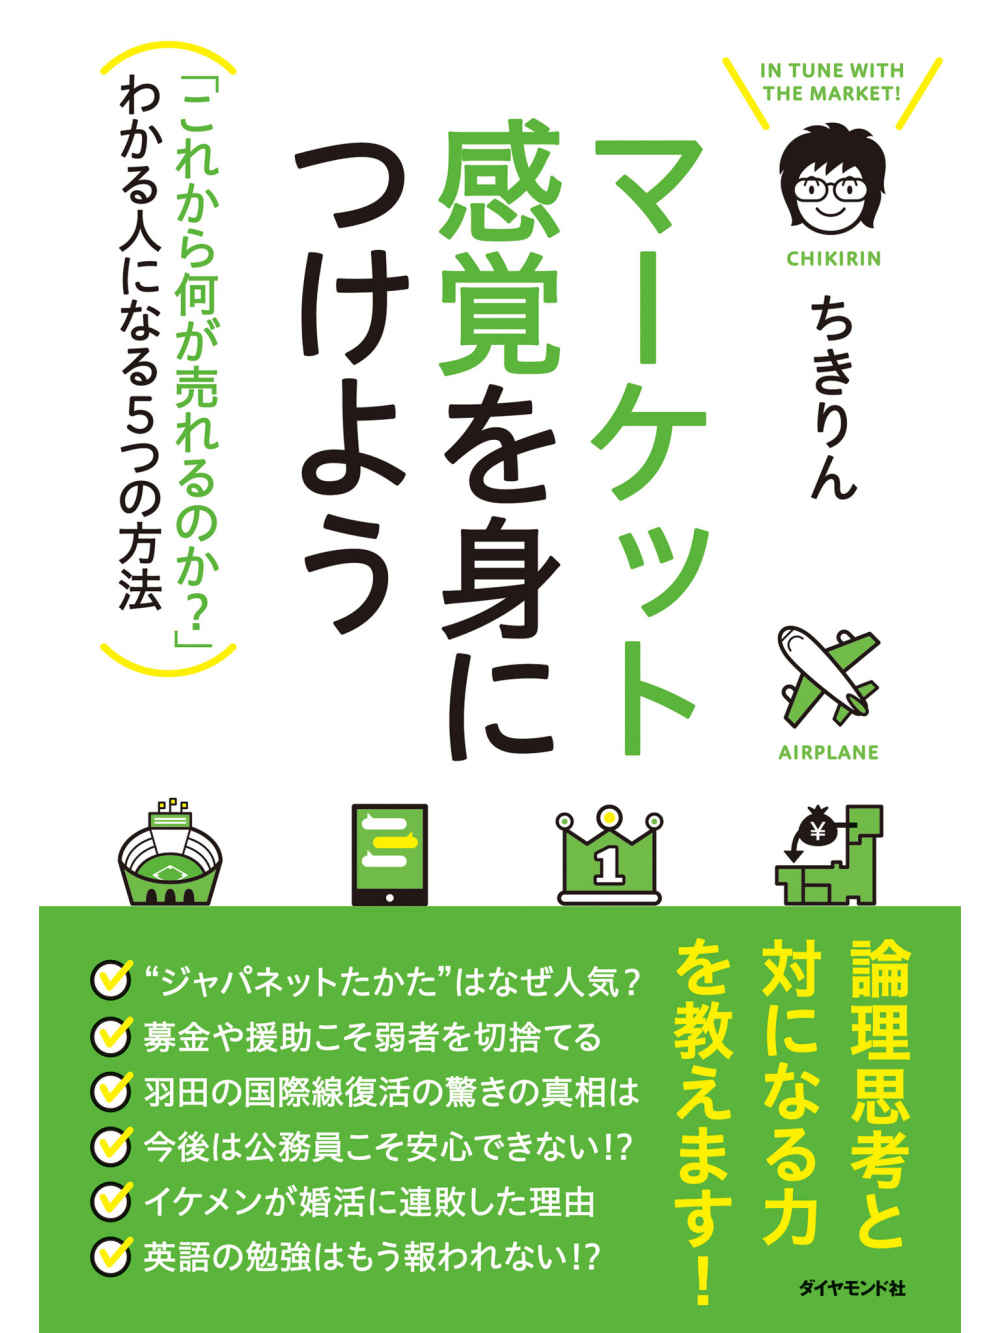 IN TUNE WITH
THE MARKET!
CHIKIRIN
ちきりん
マーケット
感覚を身に
つけよう
「これから何が売れるのか？」
わかる人になる5つの方法
AIRPLANE
1
¥
論理思考と
対になる力
を教えます！
“ジャパネットたかた”はなぜ人気？
募金や援助こそ弱者を切捨てる
羽田の国際線復活の驚きの真相は
今後は公務員こそ安心できない！？
イケメンが婚活に連敗した理由
英語の勉強はもう報われない！？
ダイヤモンド社